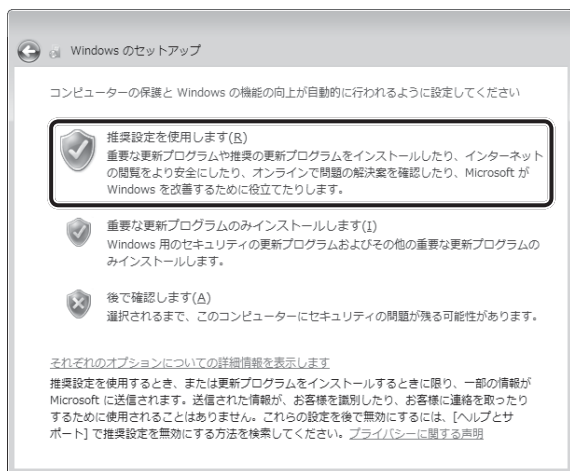 Windows のセットアップ
コンピューターの保護と Windows の機能の向上が自動的に行われるように設定してください
推奨設定を使用します(R)
重要な更新プログラムや推奨の更新プログラムをインストールしたり、インターネット
の閲覧をより安全にしたり、オンラインで問題の解決案を確認したり、Microsoft が
Windows を改善するために役立てたりします。
重要な更新プログラムのみインストールします(I)
Windows 用のセキュリティの更新プログラムおよびその他の重要な更新プログラムの
みインストールします。
後で確認します(A)
選択されるまで、このコンピューターにセキュリティの問題が残る可能性があります。
それぞれのオプションについての詳細情報を表示します
推奨設定を使用するとき、または更新プログラムをインストールするときに限り、一部の情報が
Microsoft に送信されます。送信された情報が、お客様を識別したり、お客様に連絡を取ったり
するために使用されることはありません。これらの設定を後で無効にするには、[ヘルプとサ
ポート] で推奨設定を無効にする方法を検索してください。プライバシーに関する声明